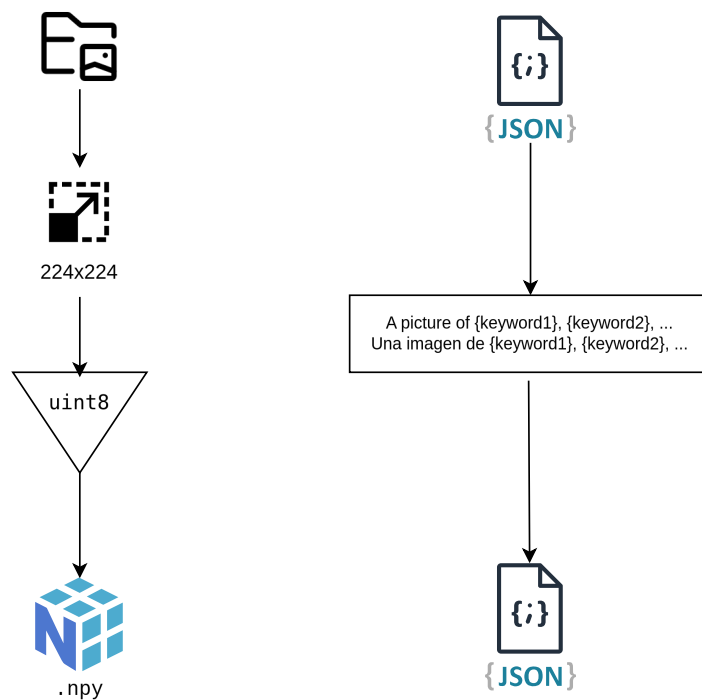 {;}
{JSON}
224x224
A picture of {keyword1}, {keyword2}, ...
Una imagen de {keyword1}, {keyword2}, ...
uint8
{;}
N
.npy
{JSON}